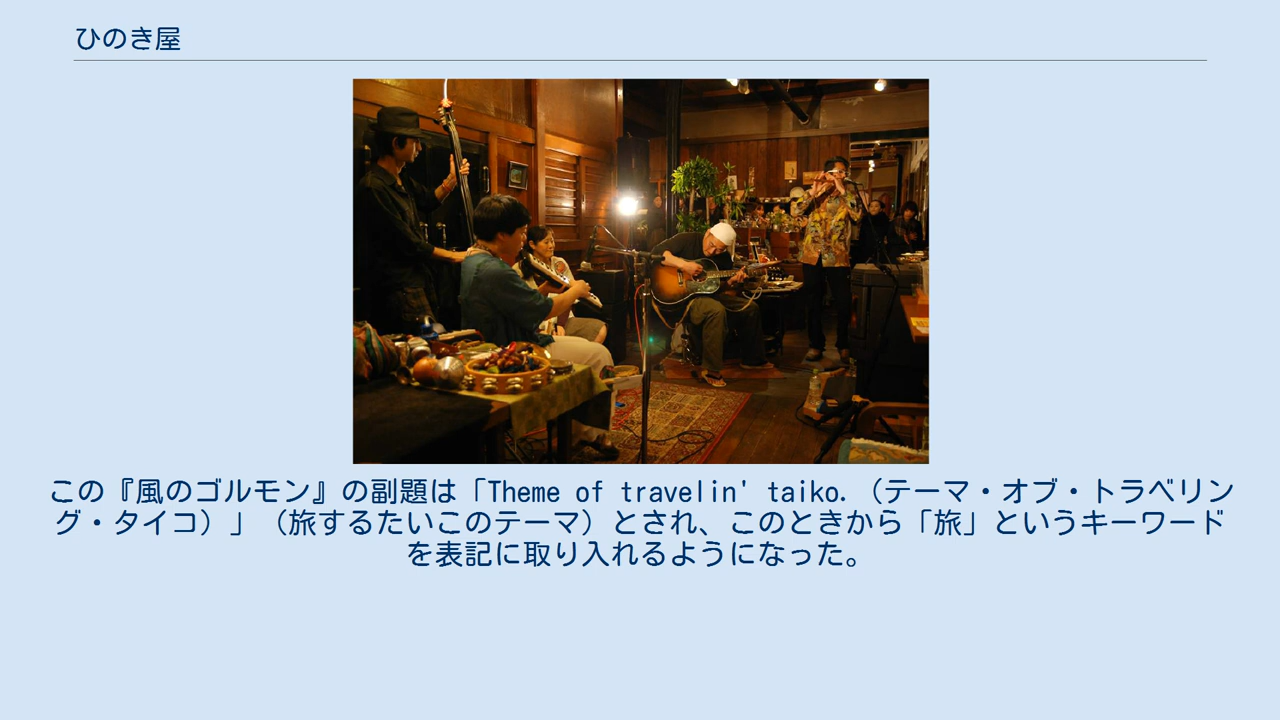 ひのき屋
この『風のゴルモン』の副題は「Theme of travelin' taiko.（テーマ・オブ・トラベリン
グ・タイコ）」（旅するたいこのテーマ）とされ、このときから「旅」というキーワード
を表記に取り入れるようになった。